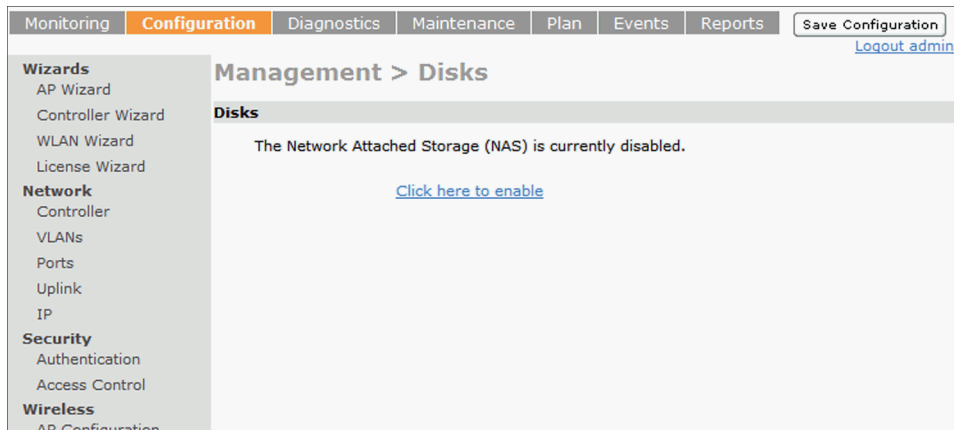 Monitoring Configuration Diagnostics Maintenance Plan Events Reports Save Configuration
Logout admin
Wizards
AP Wizard
Controller Wizard
WLAN Wizard
License Wizard
Network
Controller
VLANs
Ports
Uplink
IP
Security
Authentication
Access Control
Wireless
AP Configuration
Management > Disks
Disks
The Network Attached Storage (NAS) is currently disabled.
Click here to enable